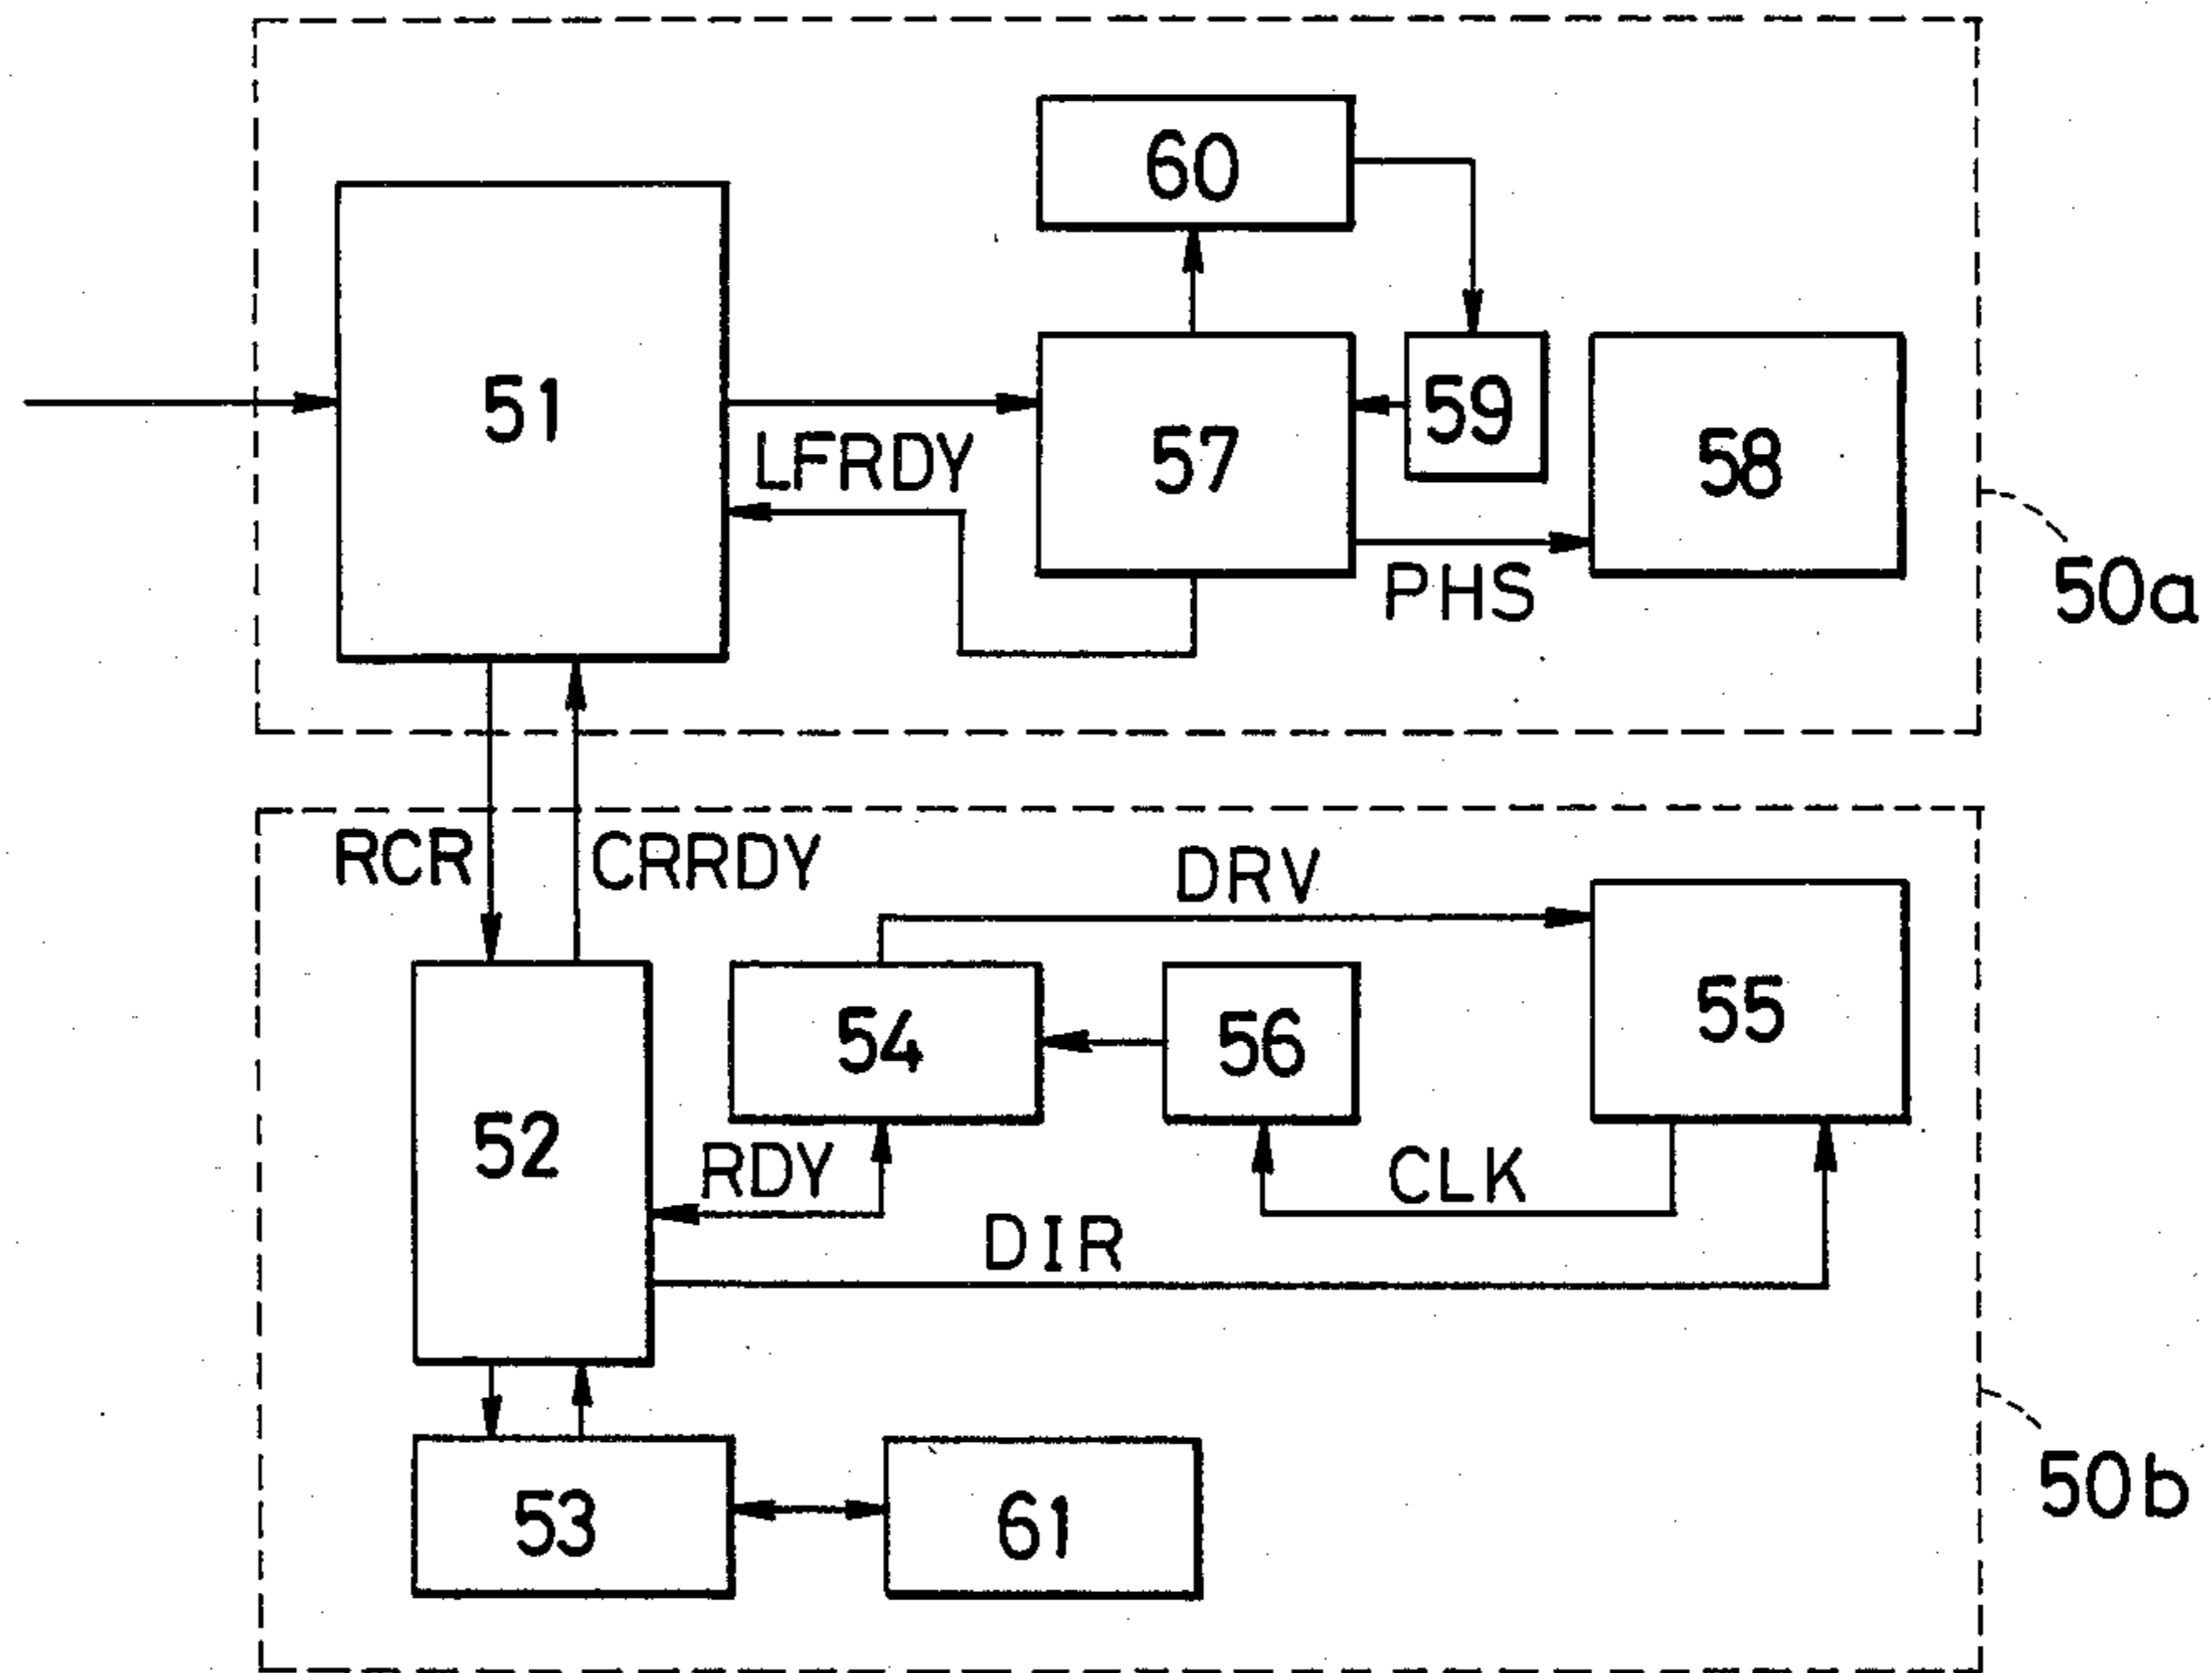 60
51
59
57
58
LFRDY
PHS
50a
RCR
CRRDY
DRV
54
56
55
52
RDY
CLK
DIR
50b
53
61